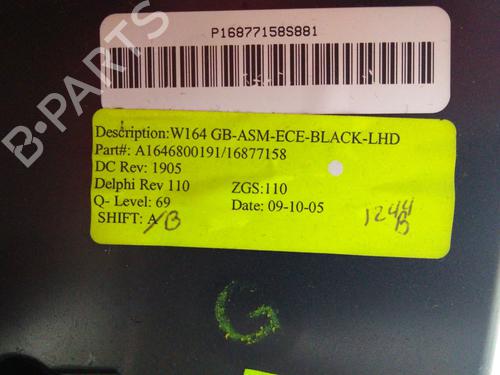 P16877158S881
Description:W164 GB-ASM-ECE-BLACK-LHD
Part#: A1646800191/16877158
DC Rev: 1905
Delphi Rev 110 ZGS:110
Q- Level: 69 Date: 09-10-05
SHIFT: A/B
1244
B
G
B-PARTS